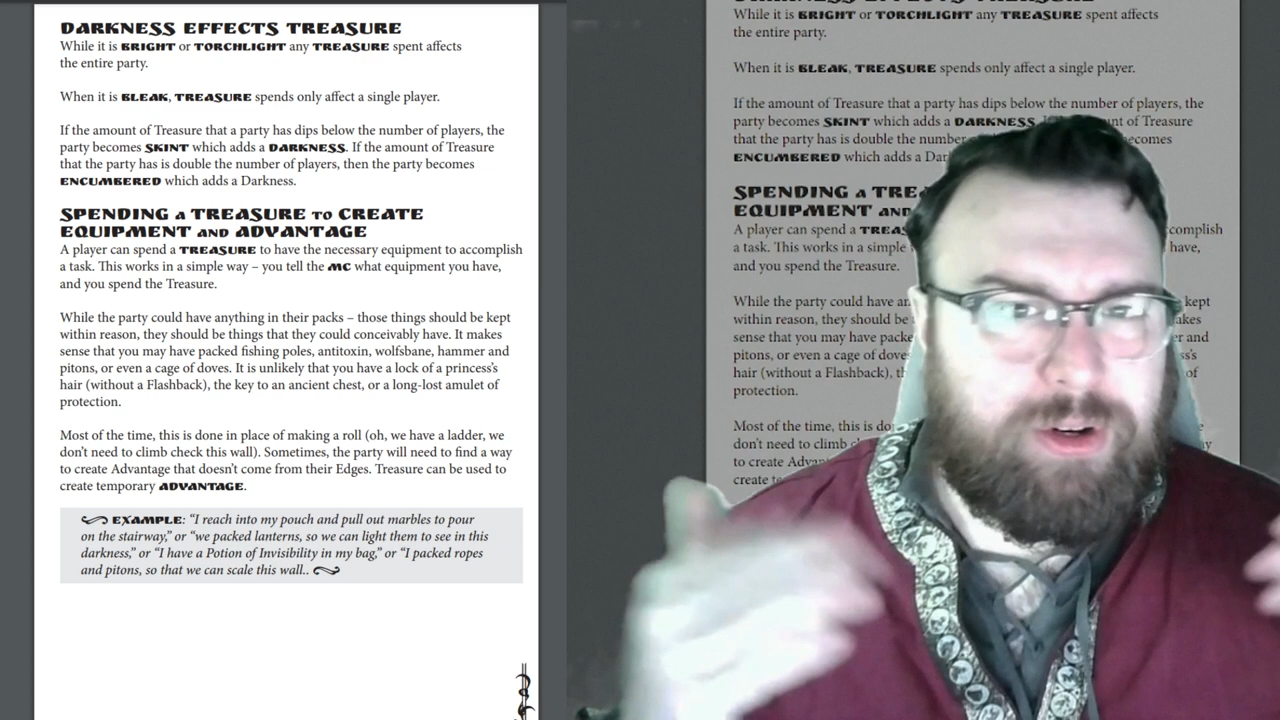 DARKNESS EFFECTS TREASURE
While it is BRIGHT or TORCHLIGHT any TREASURE spent affects
the entire party.
When it is BLEAK, TREASURE spends only affect a single player.
If the amount of Treasure that a party has dips below the number of players, the
party becomes SKINT which adds a DARKNESS. If the amount of Treasure
that the party has is double the number of players, then the party becomes
ENCUMBERED which adds a Darkness.
SPENDING a TREASURE to CREATE
EQUIPMENT and ADVANTAGE
A player can spend a TREASURE to have the necessary equipment to accomplish
a task. This works in a simple way – you tell the MC what equipment you have,
and you spend the Treasure.
While the party could have anything in their packs – those things should be kept
within reason, they should be things that they could conceivably have. It makes
sense that you may have packed fishing poles, antitoxin, wolfsbane, hammer and
pitons, or even a cage of doves. It is unlikely that you have a lock of a princess's
hair (without a Flashback), the key to an ancient chest, or a long-lost amulet of
protection.
Most of the time, this is done in place of making a roll (oh, we have a ladder, we
don't need to climb check this wall). Sometimes, the party will need to find a way
to create Advantage that doesn't come from their Edges. Treasure can be used to
create temporary ADVANTAGE.
EXAMPLE: “I reach into my pouch and pull out marbles to pour
on the stairway,” or “we packed lanterns, so we can light them to see in this
darkness,” or “I have a Potion of Invisibility in my bag,” or “I packed ropes
and pitons, so that we can scale this wall..
DARKNESS EFFECTS TREASURE
While it is BRIGHT or TORCHLIGHT any TREASURE spent affects
the entire party.
When it is BLEAK, TREASURE spends only affect a single player.
If the amount of Treasure that a party has dips below the number of players, the
party becomes SKINT which adds a DARKNESS. unt of Treasure
that the party has is double the number ecomes
ENCUMBERED which adds a Dar
SPENDING a TREA
EQUIPMENT and
A player can spend a TREAS complish
a task. This works in a simple have,
and you spend the Treasure.
While the party could have an kept
within reason, they should be akes
sense that you may have packe er and
pitons, or even a cage of doves ss's
hair (without a Flashback), th of
protection.
Most of the time, this is do
don't need to climb ay
to create Advan
create te